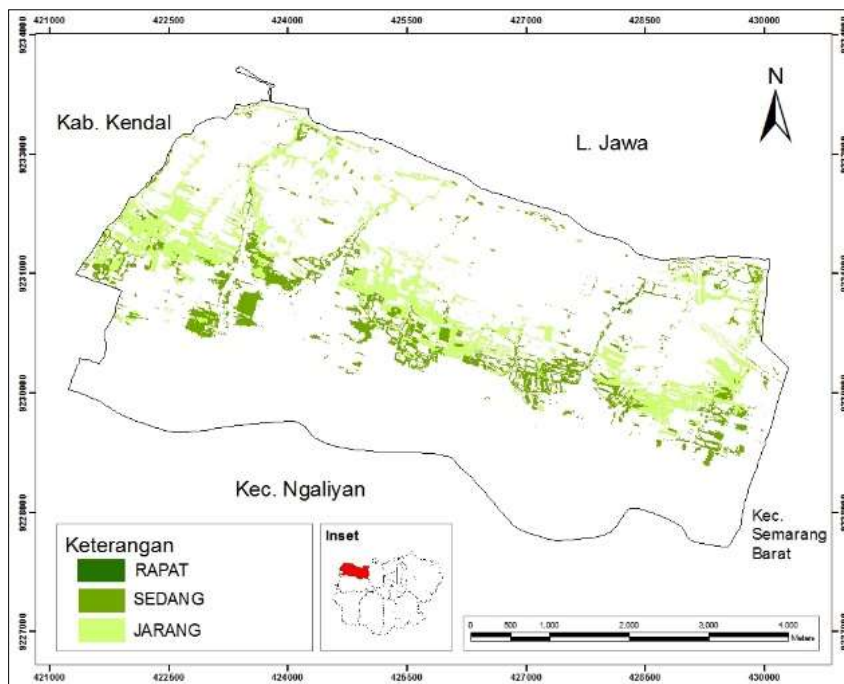 421000 422500 424000 425500 427000 428500 430000
N
Kab. Kendal
L. Jawa
Kec. Ngaliyan
Kec.
Semarang
Barat
Keterangan
RAPAT
SEDANG
JARANG
Inset
0 500 1,000 2,000 3,000 4,000
Meters
421000 422500 424000 425500 427000 428500 430000